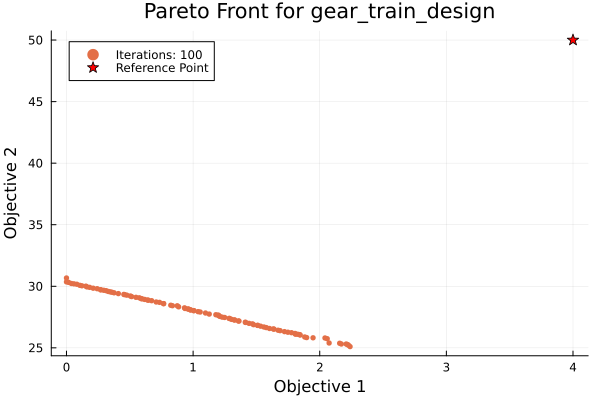 Pareto Front for gear_train_design
Iterations: 100
Reference Point
Objective 2
50
45
40
35
30
25
0
1
2
3
4
Objective 1